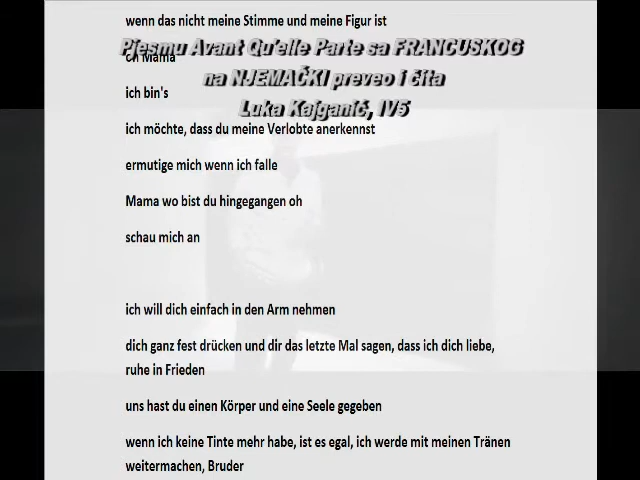 wenn das nicht meine Stimme und meine Figur ist
Pjesmu Avant Qu'elle Parte sa FRANCUSKOG
oh Mama
na NJEMAČKI preveo i čita
ich bin's
Luka Kajganić, IV5
ich möchte, dass du meine Verlobte anerkennst
ermutige mich wenn ich falle
Mama wo bist du hingegangen oh
schau mich an
ich will dich einfach in den Arm nehmen
dich ganz fest drücken und dir das letzte Mal sagen, dass ich dich liebe,
ruhe in Frieden
uns hast du einen Körper und eine Seele gegeben
wenn ich keine Tinte mehr habe, ist es egal, ich werde mit meinen Tränen
weitermachen, Bruder